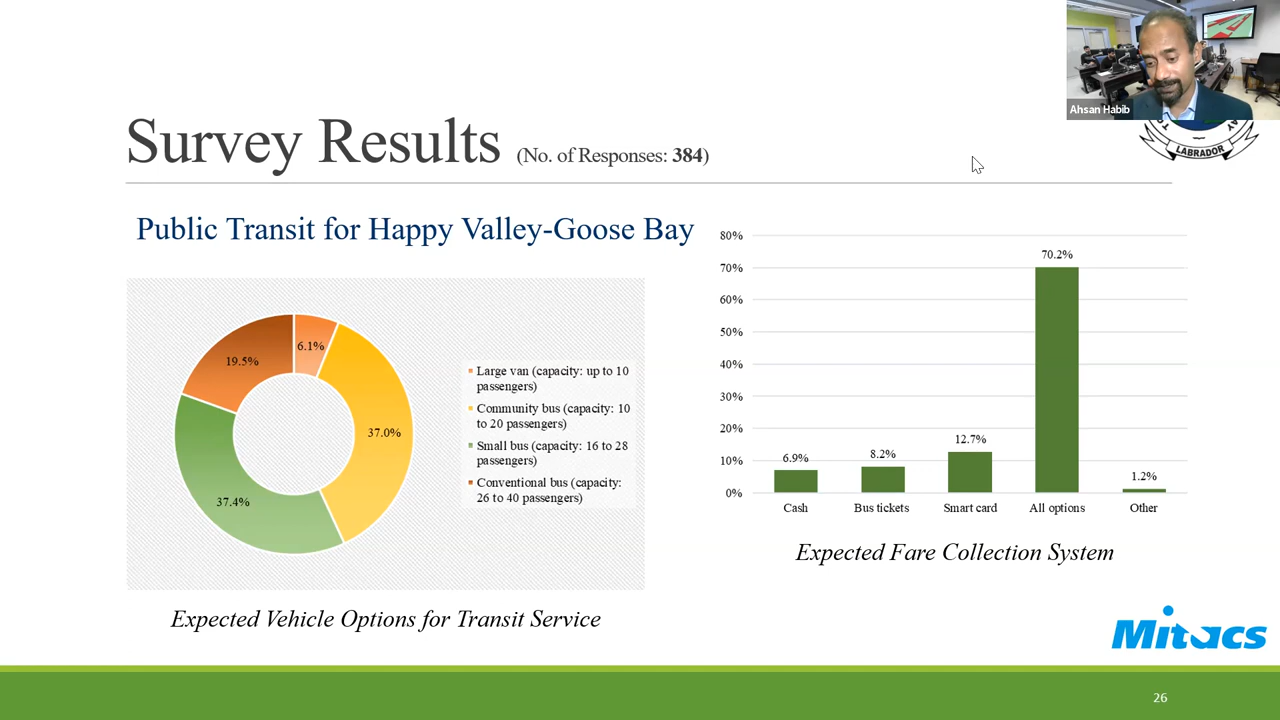 Ahsan Habib
LABRADOR
Survey Results (No. of Responses: 384)
Public Transit for Happy Valley-Goose Bay
6.1%
19.5%
37.0%
37.4%
Large van (capacity: up to 10
passengers)
Community bus (capacity: 10
to 20 passengers)
Small bus (capacity: 16 to 28
passengers)
Conventional bus (capacity:
26 to 40 passengers)
Expected Vehicle Options for Transit Service
80%
70%
60%
50%
40%
30%
20%
10%
0%
6.9%
8.2%
12.7%
70.2%
1.2%
Cash
Bus tickets
Smart card
All options
Other
Expected Fare Collection System
Mitacs
26